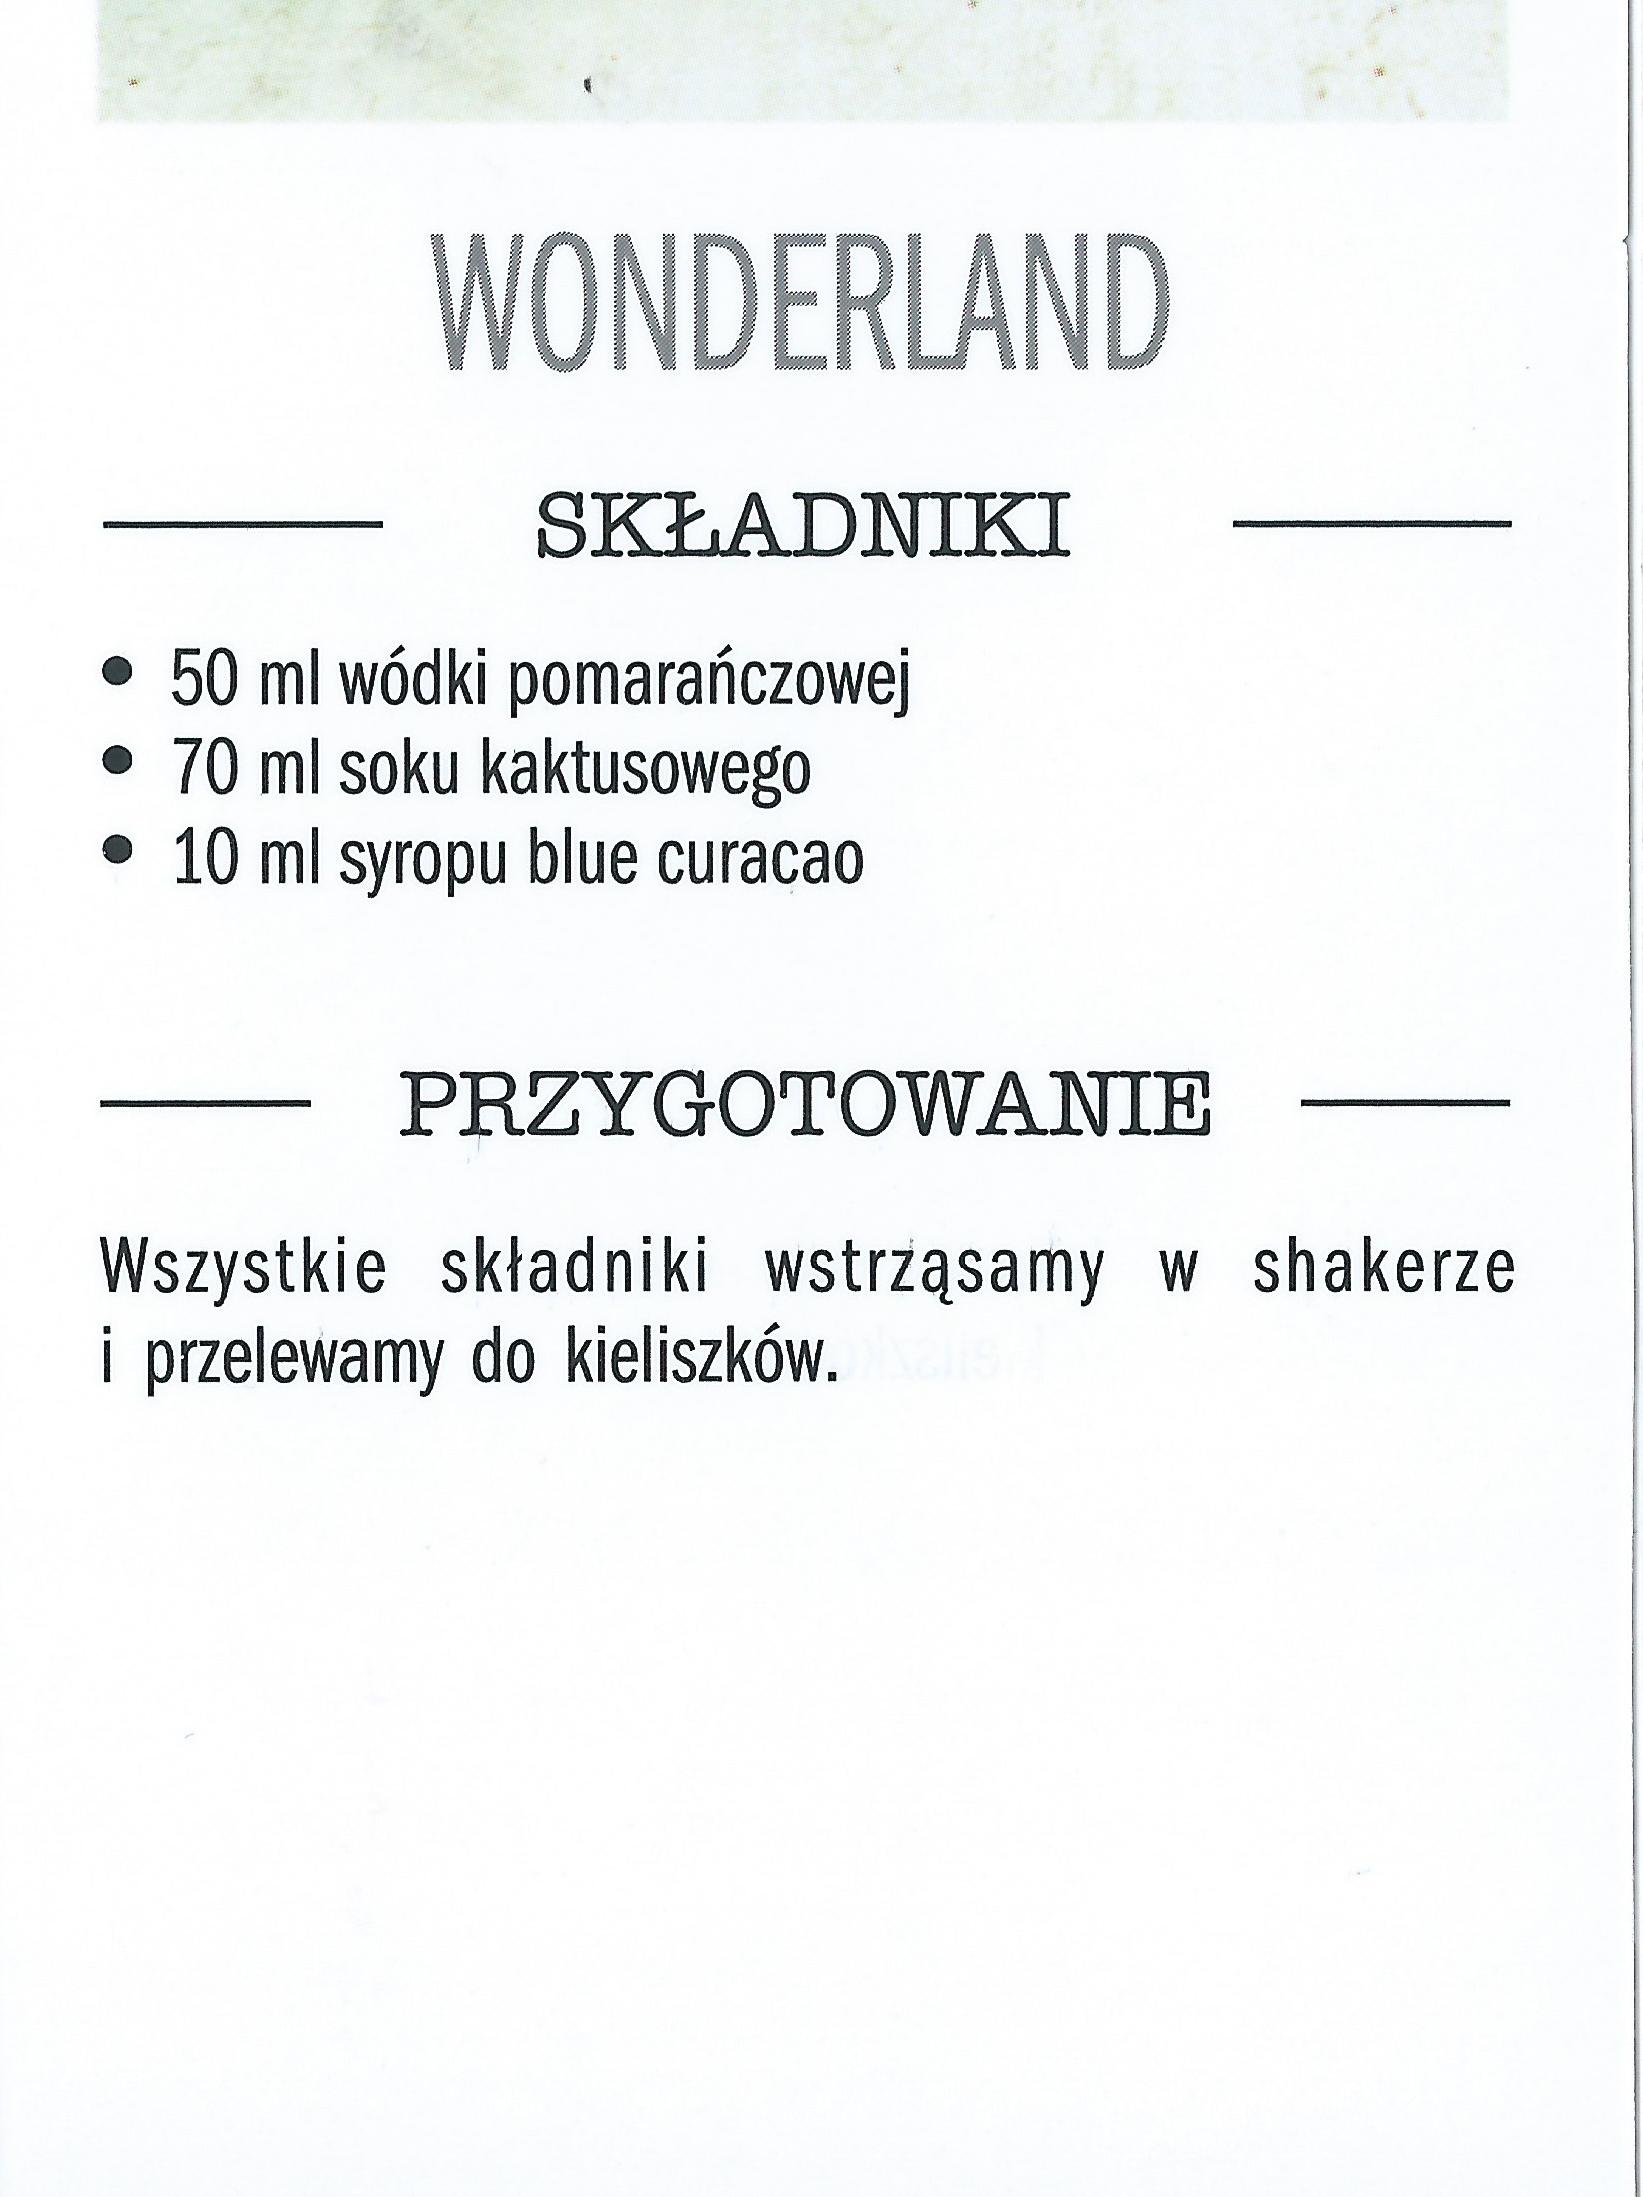 WONDERLAND
SKŁADNIKI
• 50 ml wódki pomarańczowej
• 70 ml soku kaktusowego
• 10 ml syropu blue curacao
PRZYGOTOWANIE
Wszystkie składniki wstrząsamy w shakerze
i przelewamy do kieliszków.